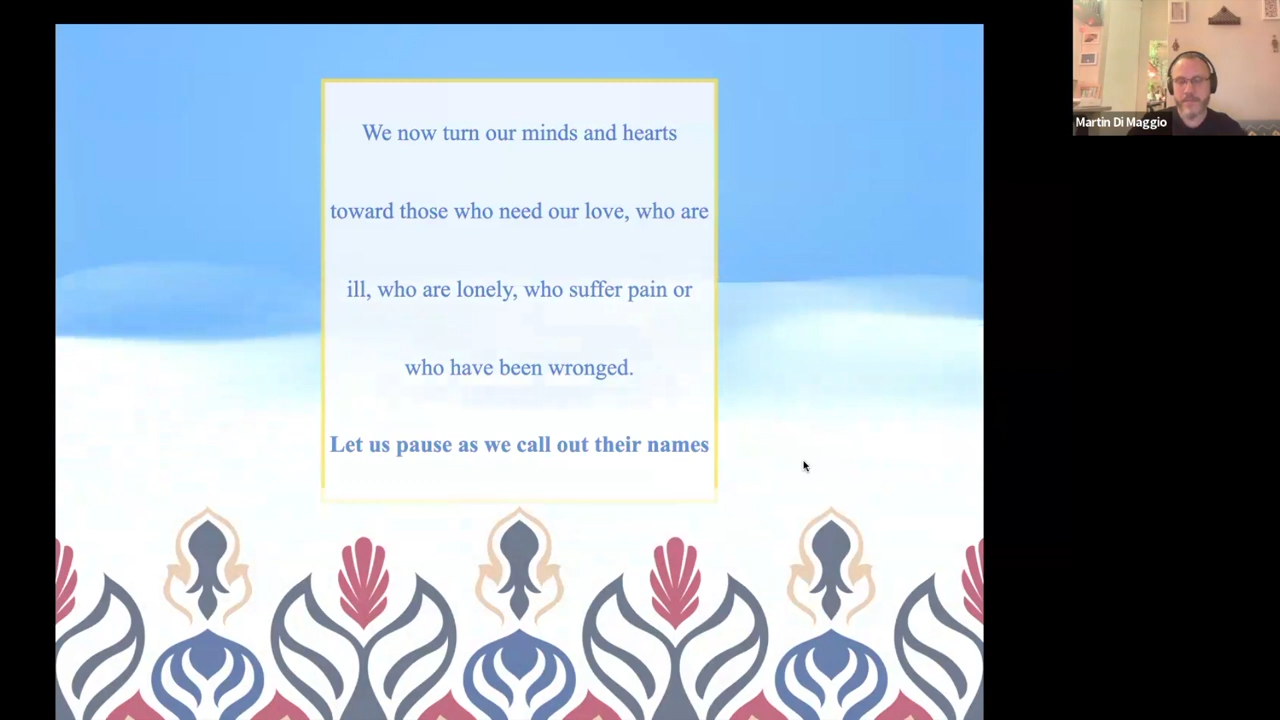 We now turn our minds and hearts
toward those who need our love, who are
ill, who are lonely, who suffer pain or
who have been wronged.
Let us pause as we call out their names
Martin Di Maggio